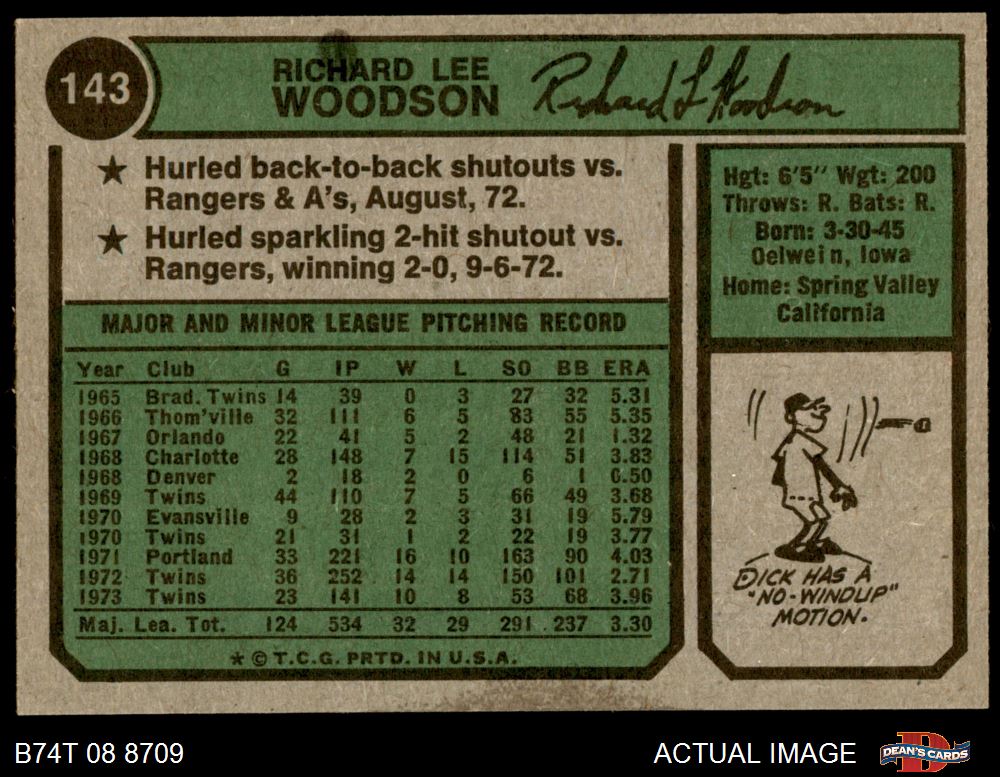 143
RICHARD LEE
WOODSON
Richard L Woodson
★ Hurled back-to-back shutouts vs.
Rangers & A's, August, 72.
★ Hurled sparkling 2-hit shutout vs.
Rangers, winning 2-0, 9-6-72.
Hgt: 6'5" Wgt: 200
Throws: R. Bats: R.
Born: 3-30-45
Oelwein, Iowa
Home: Spring Valley
California
MAJOR AND MINOR LEAGUE PITCHING RECORD
Year Club G IP W L SO BB ERA
1965 Brad. Twins 14 39 0 3 27 32 5.31
1966 Thom'ville 32 111 6 5 83 55 5.35
1967 Orlando 22 41 5 2 48 21 1.32
1968 Charlotte 28 148 7 15 114 51 3.83
1968 Denver 2 18 2 0 6 1 0.50
1969 Twins 44 110 7 5 66 49 3.68
1970 Evansville 9 28 2 3 31 19 5.79
1970 Twins 21 31 1 2 22 19 3.77
1971 Portland 33 221 16 10 163 90 4.03
1972 Twins 36 252 14 14 150 101 2.71
1973 Twins 23 141 10 8 53 68 3.96
Maj. Lea. Tot. 124 534 32 29 291 237 3.30
★ © T.C.G. PRTD. IN U.S.A.
DICK HAS A
"NO-WINDUP"
MOTION.
B74T 08 8709
ACTUAL IMAGE
DEAN'S CARDS